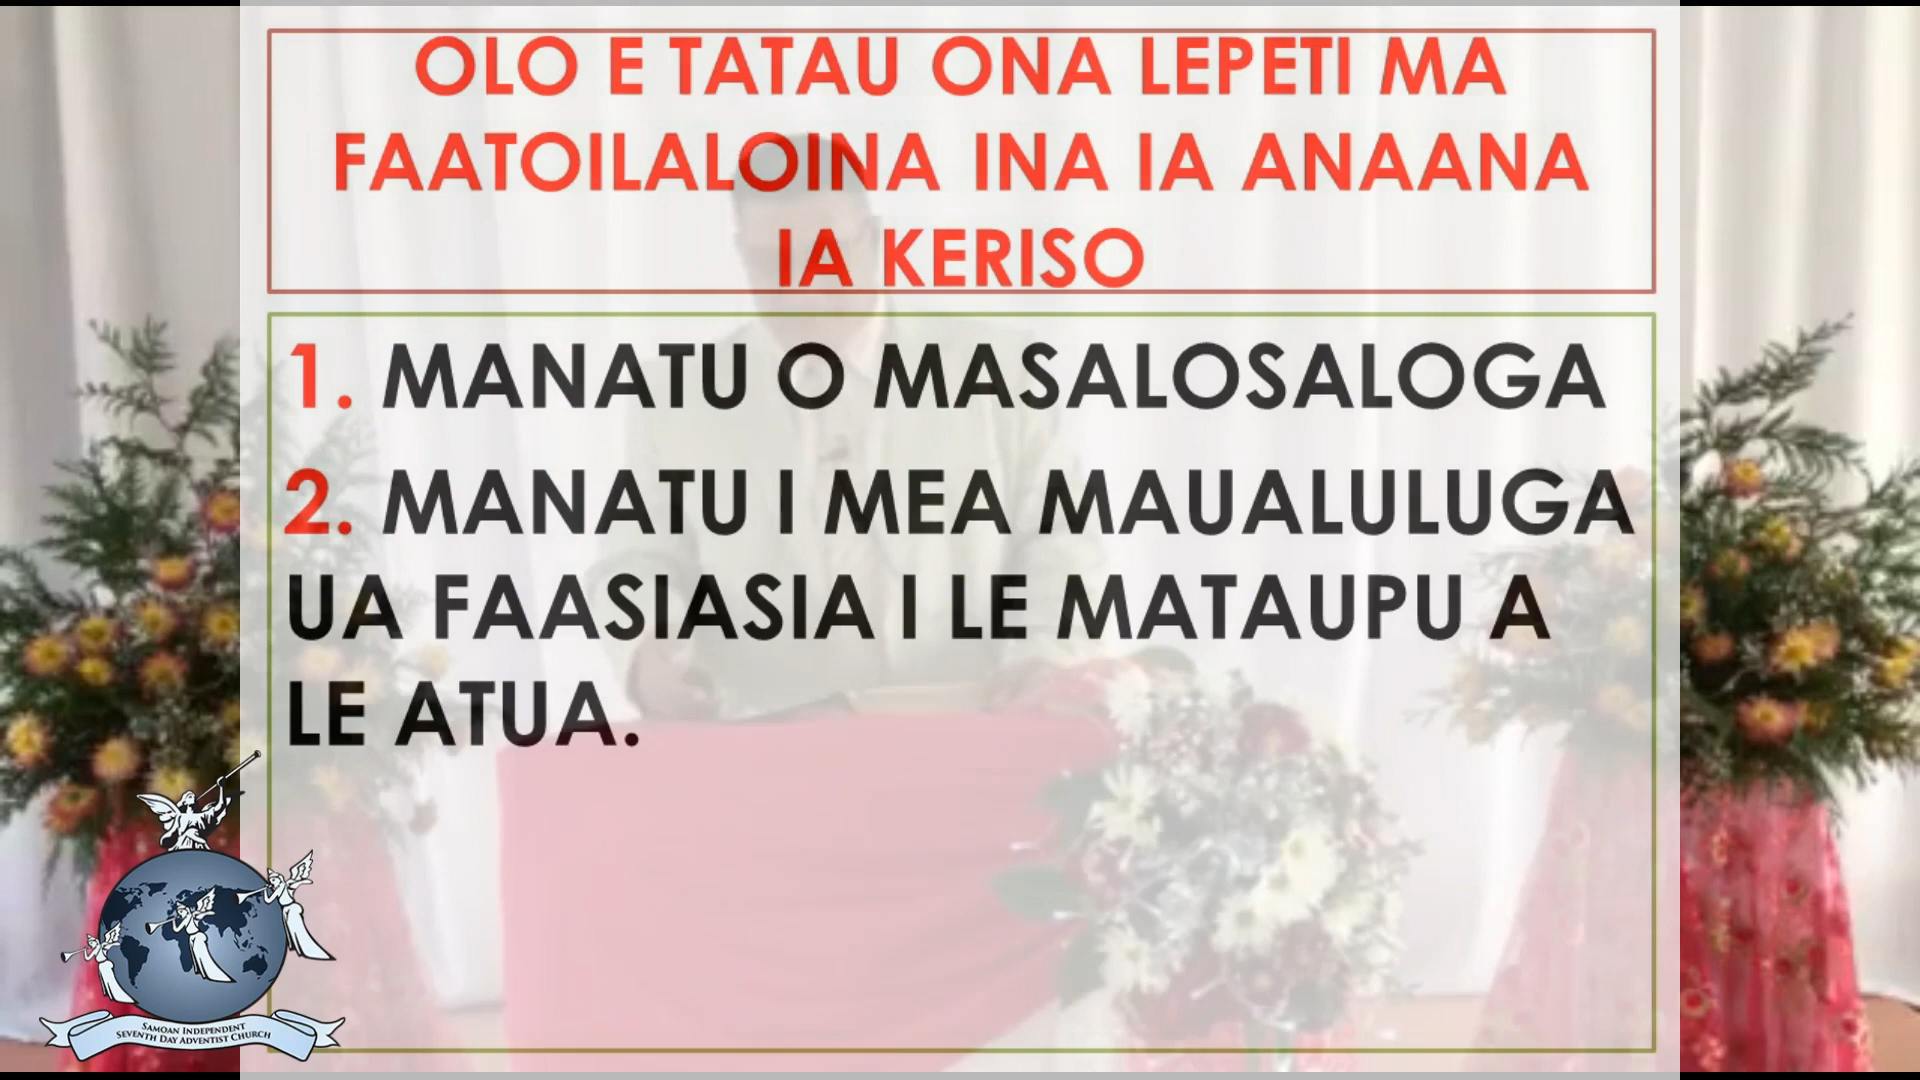 OLO E TATAU ONA LEPETI MA
FAATOILALOINA INA IA ANAANA
IA KERISO
1. MANATU O MASALOSALOGA
2. MANATU I MEA MAUALULUGA
UA FAASIASIA I LE MATAUPU A
LE ATUA.
SAMOAN INDEPENDENT
SEVENTH DAY ADVENTIST CHURCH